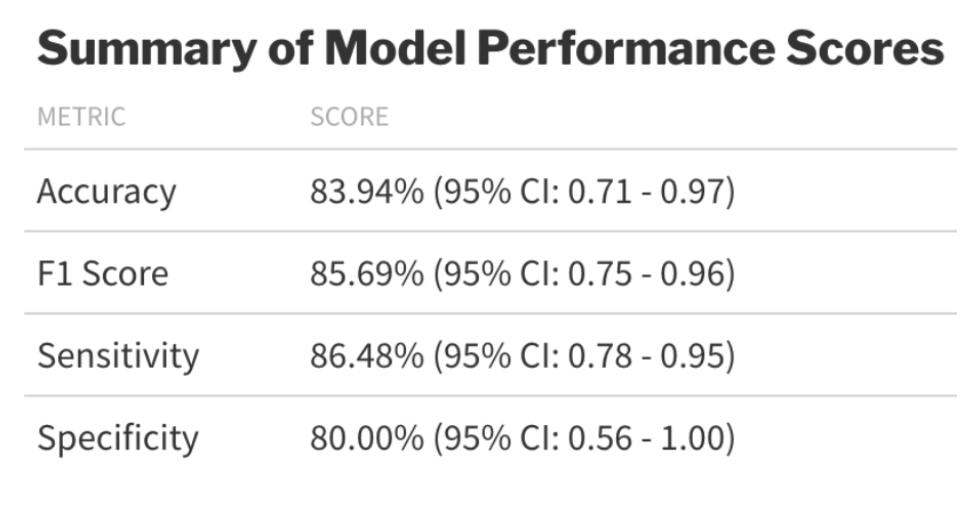 Summary of Model Performance Scores
METRIC SCORE
Accuracy 83.94% (95% CI: 0.71 - 0.97)
F1 Score 85.69% (95% CI: 0.75 - 0.96)
Sensitivity 86.48% (95% CI: 0.78 - 0.95)
Specificity 80.00% (95% CI: 0.56 - 1.00)